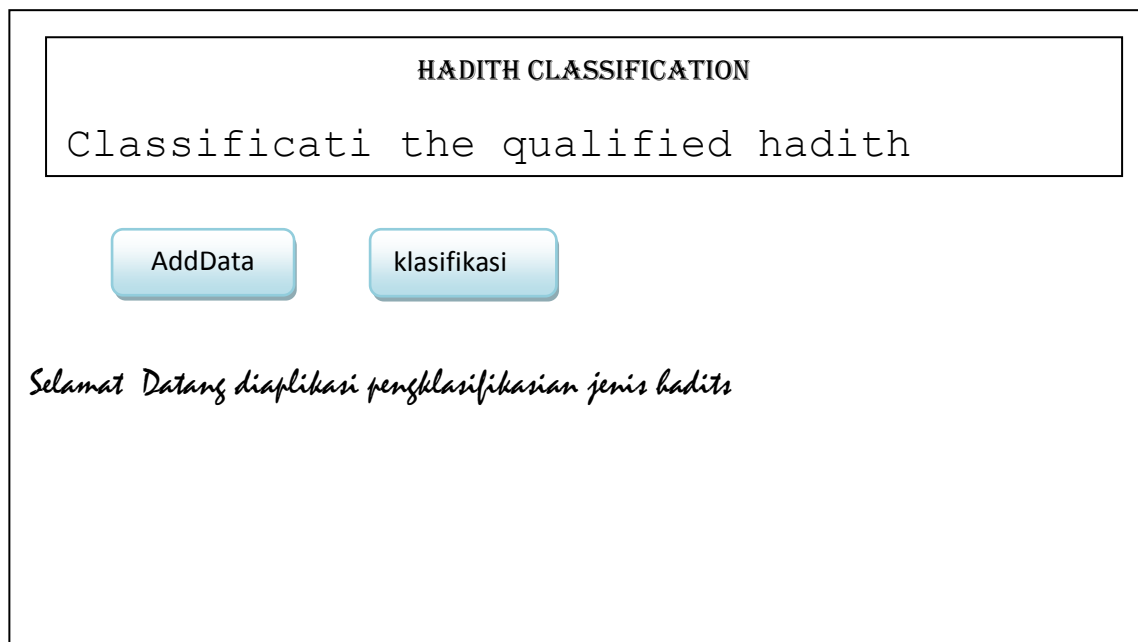 HADITH CLASSIFICATION
Classificati the qualified hadith
AddData klasifikasi
Selamat Datang diaplikasi pengklasifikasian jenis hadits